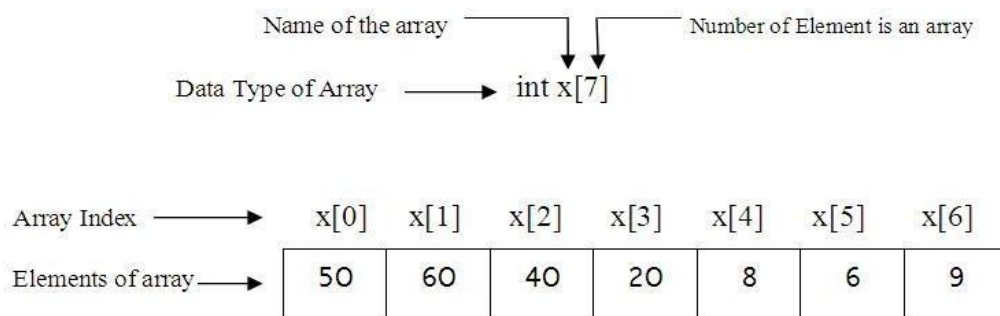 Name of the array
Number of Element is an array
Data Type of Array
int x[7]
Array Index
x[0] x[1] x[2] x[3] x[4] x[5] x[6]
Elements of array
50 60 40 20 8 6 9